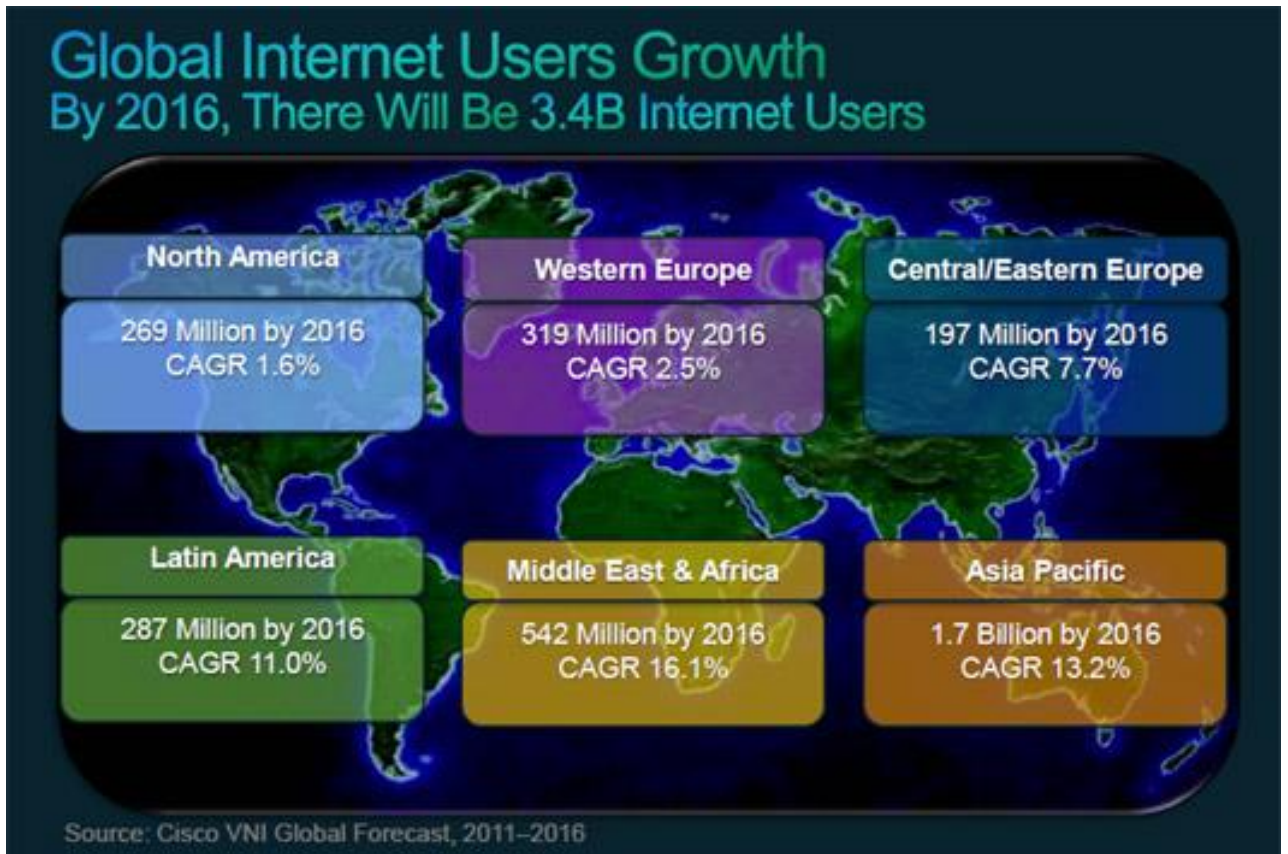 Global Internet Users Growth
By 2016, There Will Be 3.4B Internet Users
North America
269 Million by 2016
CAGR 1.6%
Western Europe
319 Million by 2016
CAGR 2.5%
Central/Eastern Europe
197 Million by 2016
CAGR 7.7%
Latin America
287 Million by 2016
CAGR 11.0%
Middle East & Africa
542 Million by 2016
CAGR 16.1%
Asia Pacific
1.7 Billion by 2016
CAGR 13.2%
Source: Cisco VNI Global Forecast, 2011–2016